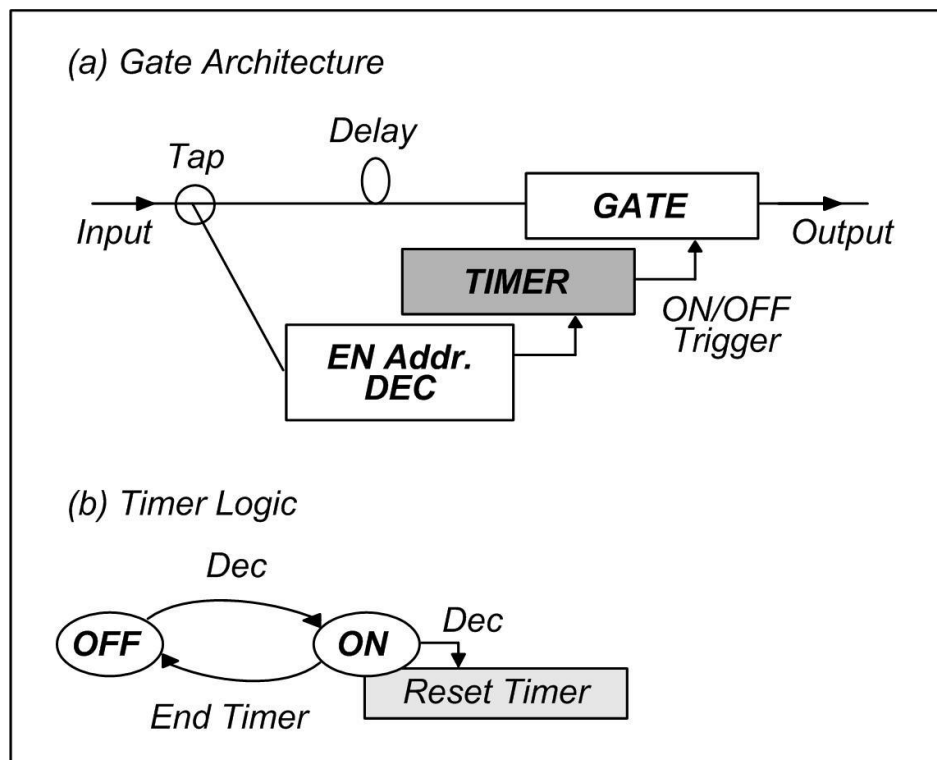 (a) Gate Architecture
Delay
Tap
GATE
Input
Output
TIMER
ON/OFF
Trigger
EN Addr.
DEC
(b) Timer Logic
Dec
OFF
ON
Dec
Reset Timer
End Timer